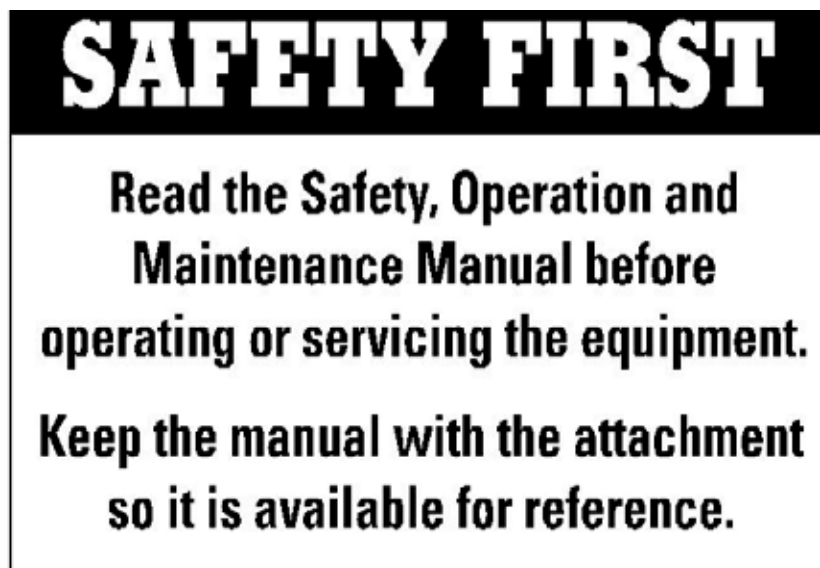 SAFETY FIRST
Read the Safety, Operation and
Maintenance Manual before
operating or servicing the equipment.
Keep the manual with the attachment
so it is available for reference.